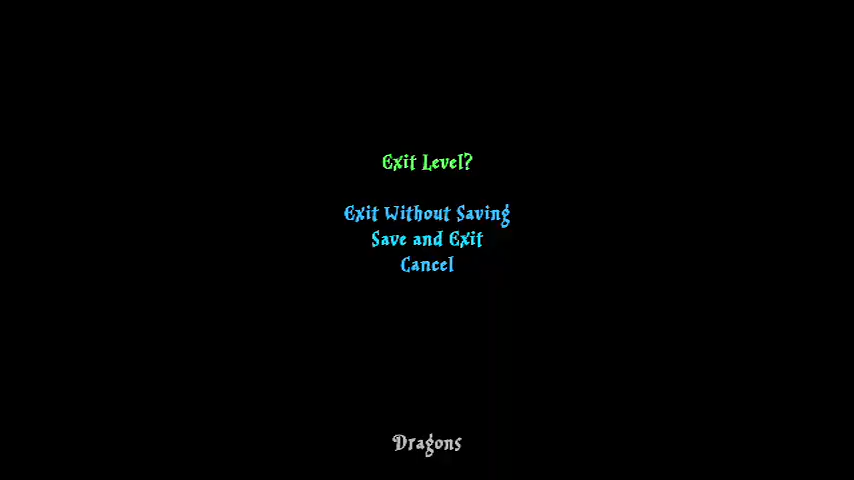 Exit Level?
Exit Without Saving
Save and Exit
Cancel
Dragons